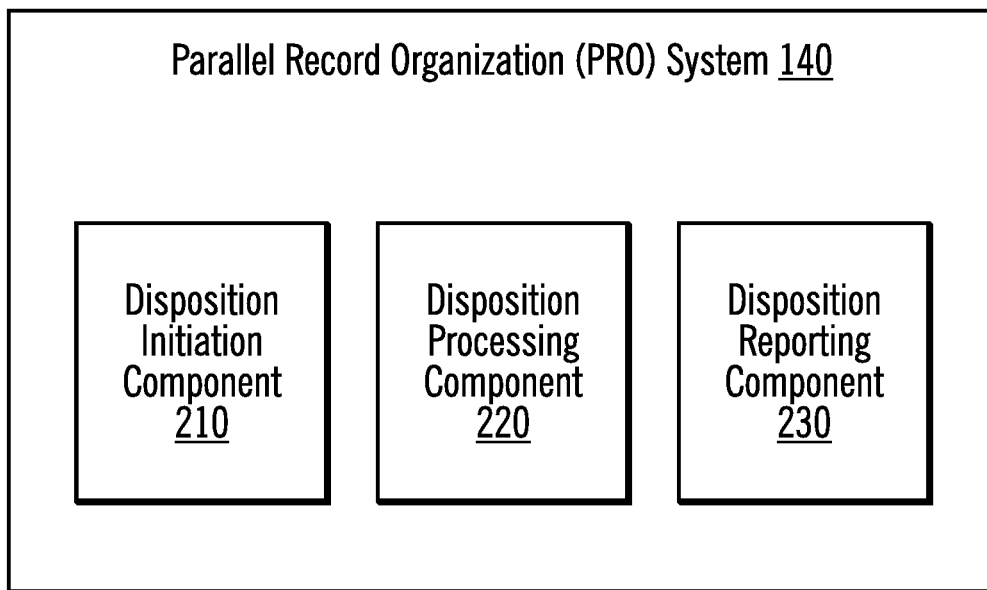 Parallel Record Organization (PRO) System 140
Disposition
Initiation
Component
210
Disposition
Processing
Component
220
Disposition
Reporting
Component
230